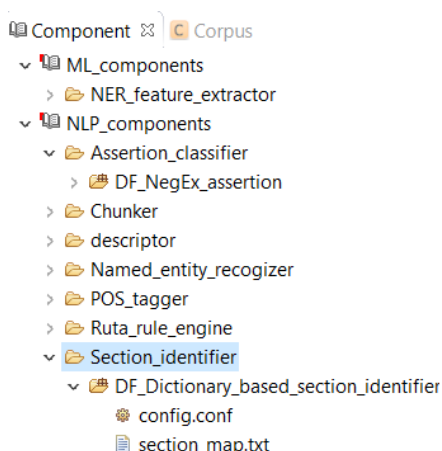 Component C Corpus
ML_components
NER_feature_extractor
NLP_components
Assertion_classifier
DF_NegEx_assertion
Chunker
descriptor
Named_entity_recogizer
POS_tagger
Ruta_rule_engine
Section_identifier
DF_Dictionary_based_section_identifier
config.conf
section_map.txt